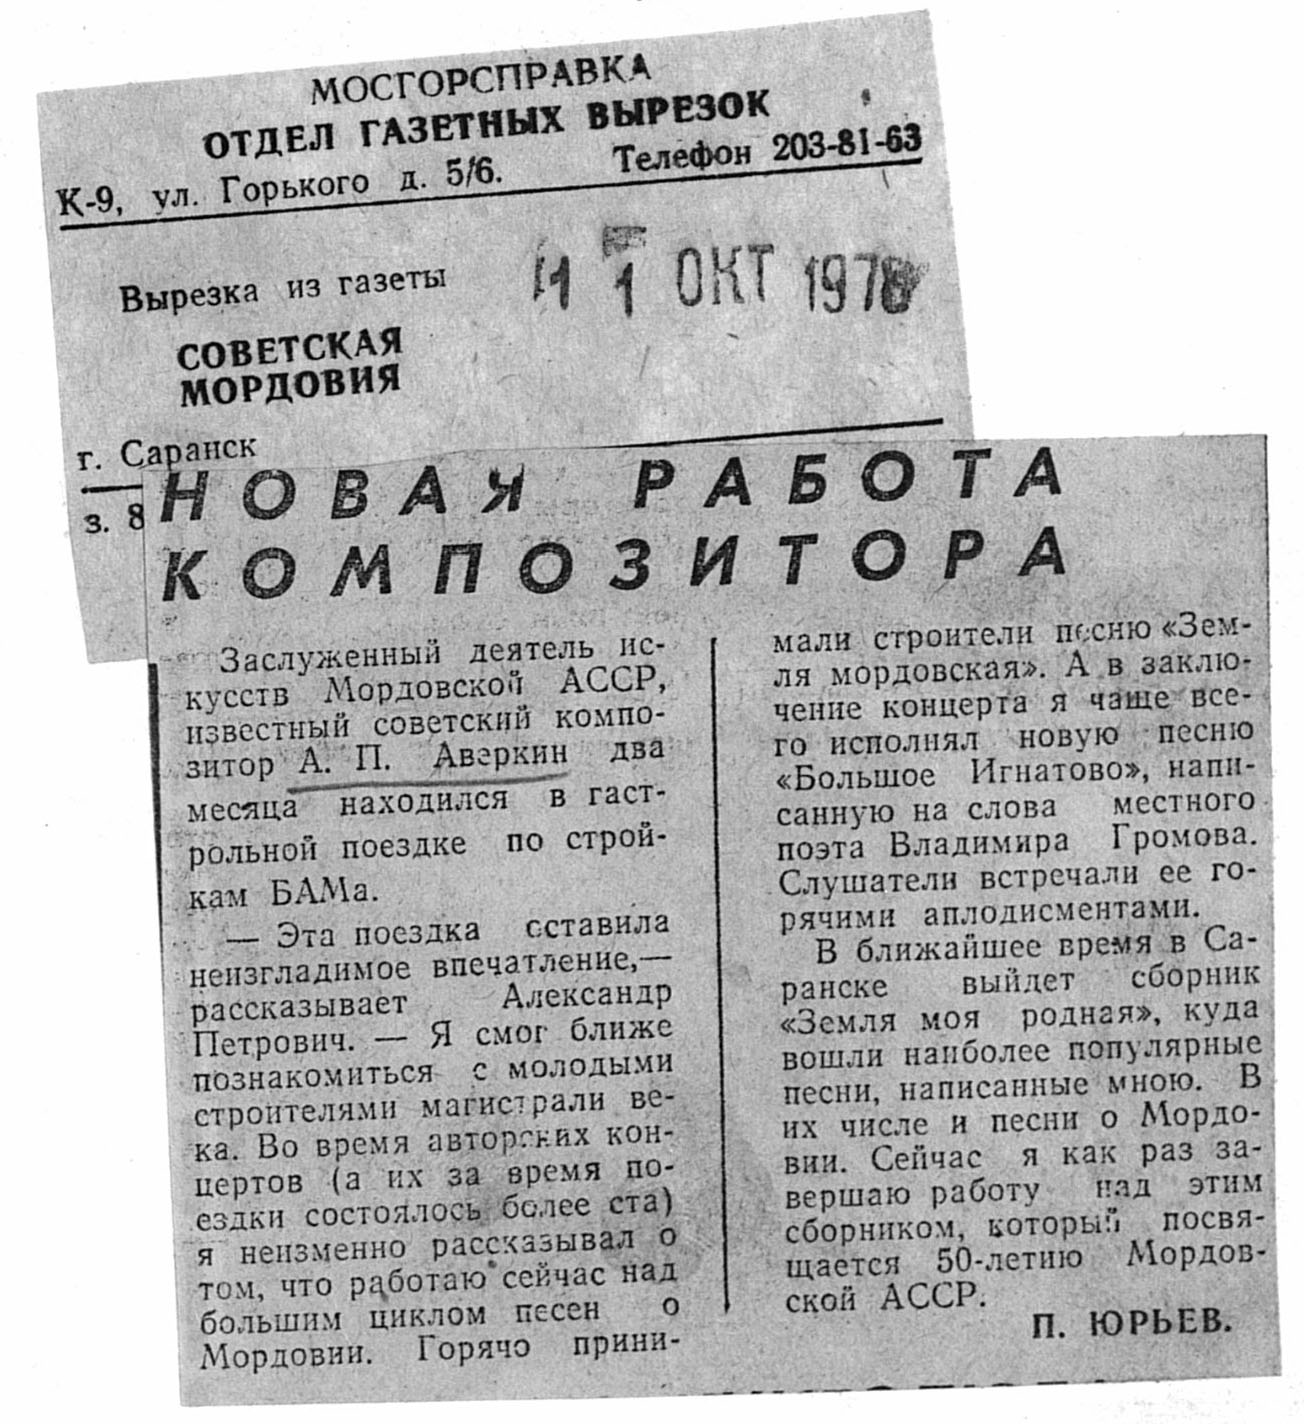 МОСГОРСПРАВКА
ОТДЕЛ ГАЗЕТНЫХ ВЫРЕЗОК
К-9, ул. Горького д. 5/6. Телефон 203-81-63
Вырезка из газеты
1 1 ОКТ 1978
СОВЕТСКАЯ
МОРДОВИЯ
г. Саранск
з. 8
НОВАЯ РАБОТА
КОМПОЗИТОРА
Заслуженный деятель ис-
кусств Мордовской АССР,
известный советский компо-
зитор А. П. Аверкин два
месяца находился в гаст-
рольной поездке по строй-
кам БАМа.
— Эта поездка оставила
неизгладимое впечатление,—
рассказывает Александр
Петрович. — Я смог ближе
познакомиться с молодыми
строителями магистрали ве-
ка. Во время авторских кон-
цертов (а их за время по-
ездки состоялось более ста)
я неизменно рассказывал о
том, что работаю сейчас над
большим циклом песен о
Мордовии. Горячо прини-
мали строители песню «Зем-
ля мордовская». А в заклю-
чение концерта я чаще все-
го исполнял новую песню
«Большое Игнатово», напи-
санную на слова местного
поэта Владимира Громова.
Слушатели встречали ее го-
рячими аплодисментами.
В ближайшее время в Са-
ранске выйдет сборник
«Земля моя родная», куда
вошли наиболее популярные
песни, написанные мною. В
их числе и песни о Мордо-
вии. Сейчас я как раз за-
вершаю работу над этим
сборником, который посвя-
щается 50-летию Мордов-
ской АССР.
П. ЮРЬЕВ.